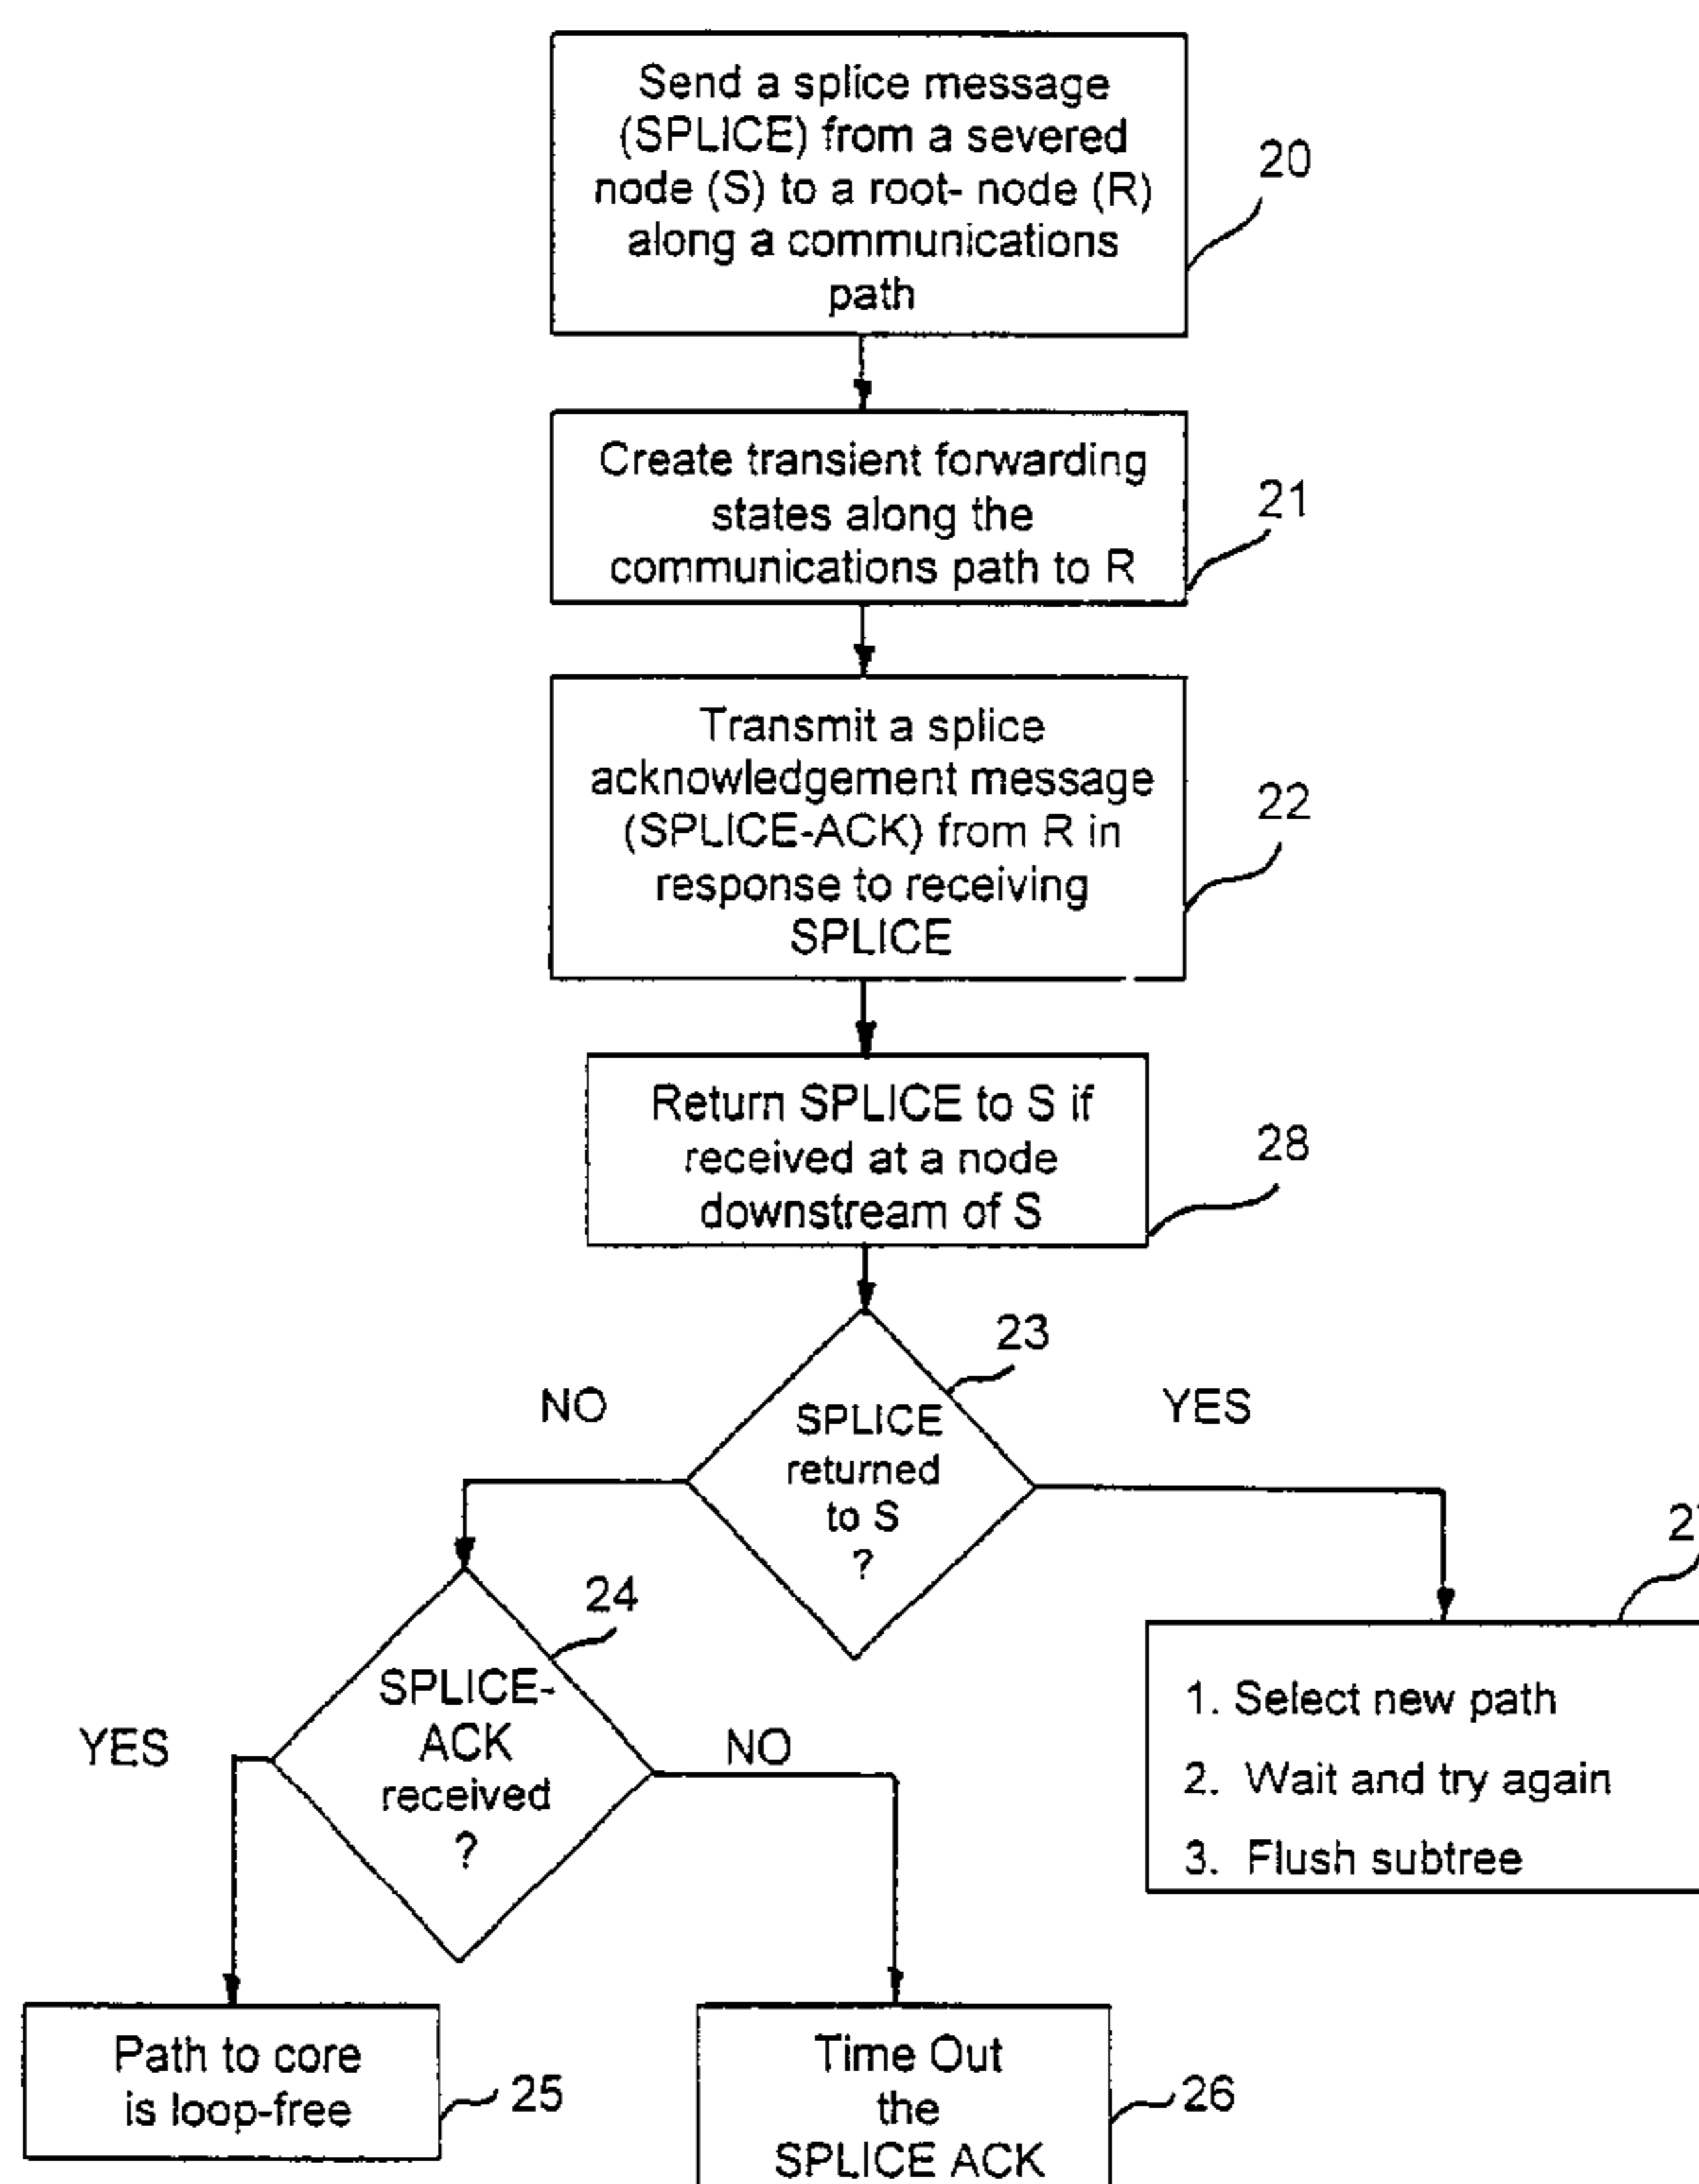 Send a splice message
(SPLICE) from a severed
node (S) to a root- node (R)
along a communications
path
20
Create transient forwarding
states along the
communications path to R
21
Transmit a splice
acknowledgement message
(SPLICE-ACK) from R in
response to receiving
SPLICE
22
Return SPLICE to S if
received at a node
downstream of S
28
23
NO
SPLICE
returned
to S
?
YES
24
SPLICE-
ACK
received
?
YES
NO
1. Select new path
2. Wait and try again
3. Flush subtree
Path to core
is loop-free
25
Time Out
the
SPLICE ACK
26